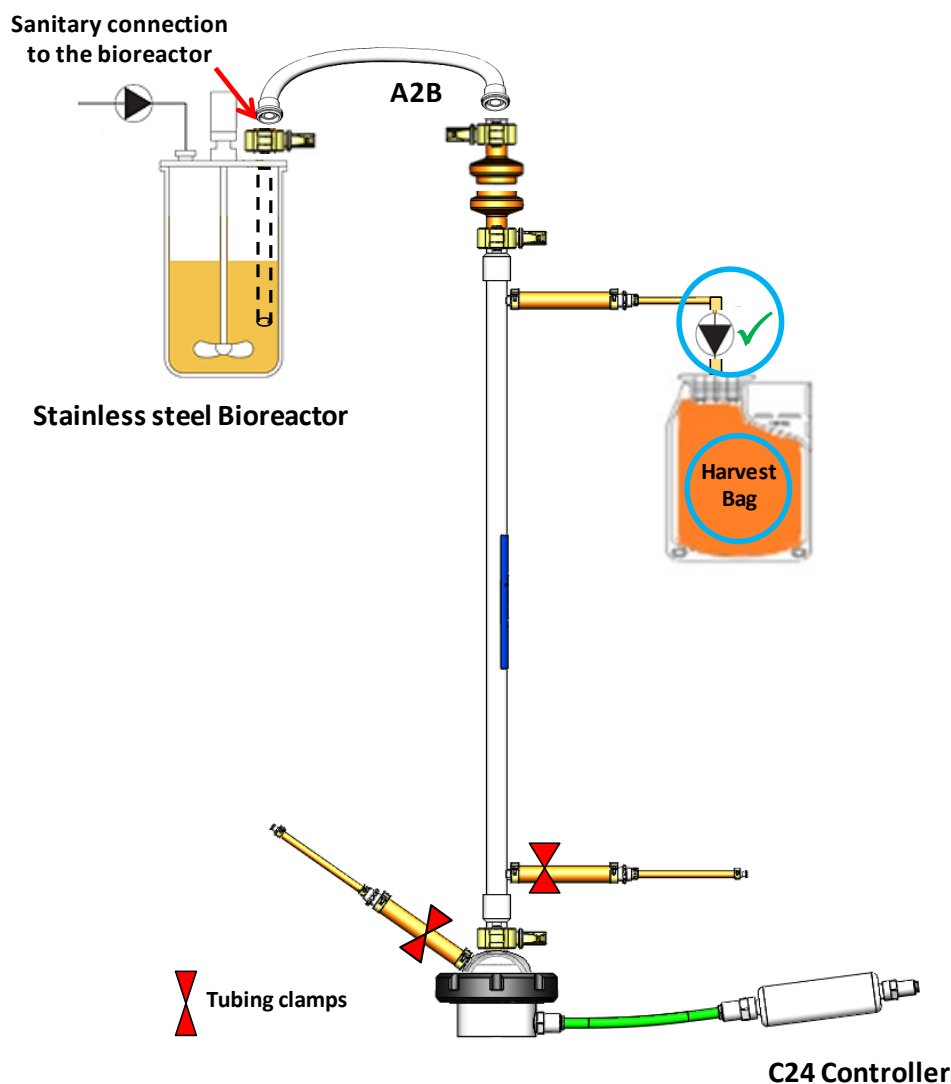 Sanitary connection
to the bioreactor
A2B
Stainless steel Bioreactor
Harvest
Bag
Tubing clamps
C24 Controller